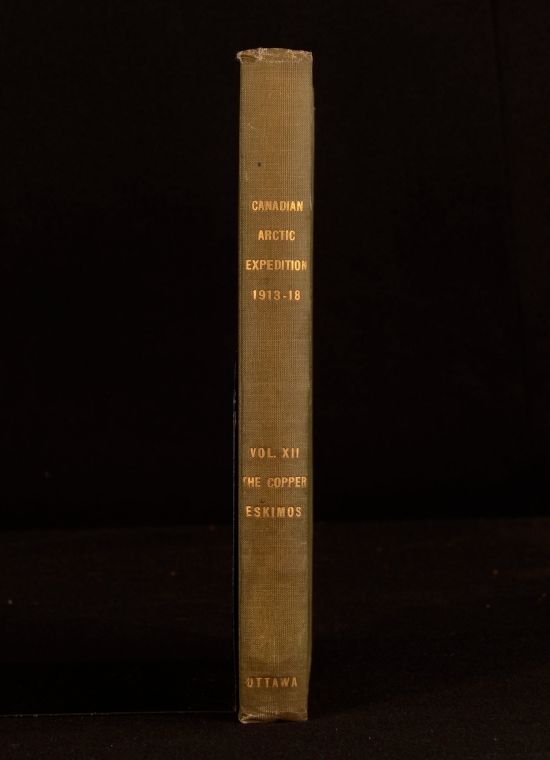 CANADIAN
ARCTIC
EXPEDITION
1913-18
VOL. XII
THE COPPER
ESKIMOS
OTTAWA